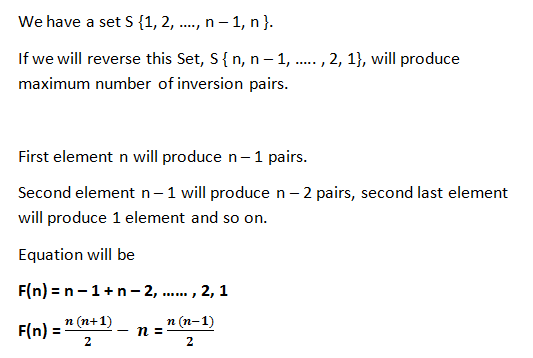 We have a set S {1, 2, ...., n – 1, n }.
If we will reverse this Set, S { n, n – 1, ..... , 2, 1}, will produce
maximum number of inversion pairs.
First element n will produce n – 1 pairs.
Second element n – 1 will produce n – 2 pairs, second last element
will produce 1 element and so on.
Equation will be
F(n) = n – 1 + n – 2, ...... , 2, 1
F(n) = n (n+1)/2 − n = n (n−1)/2